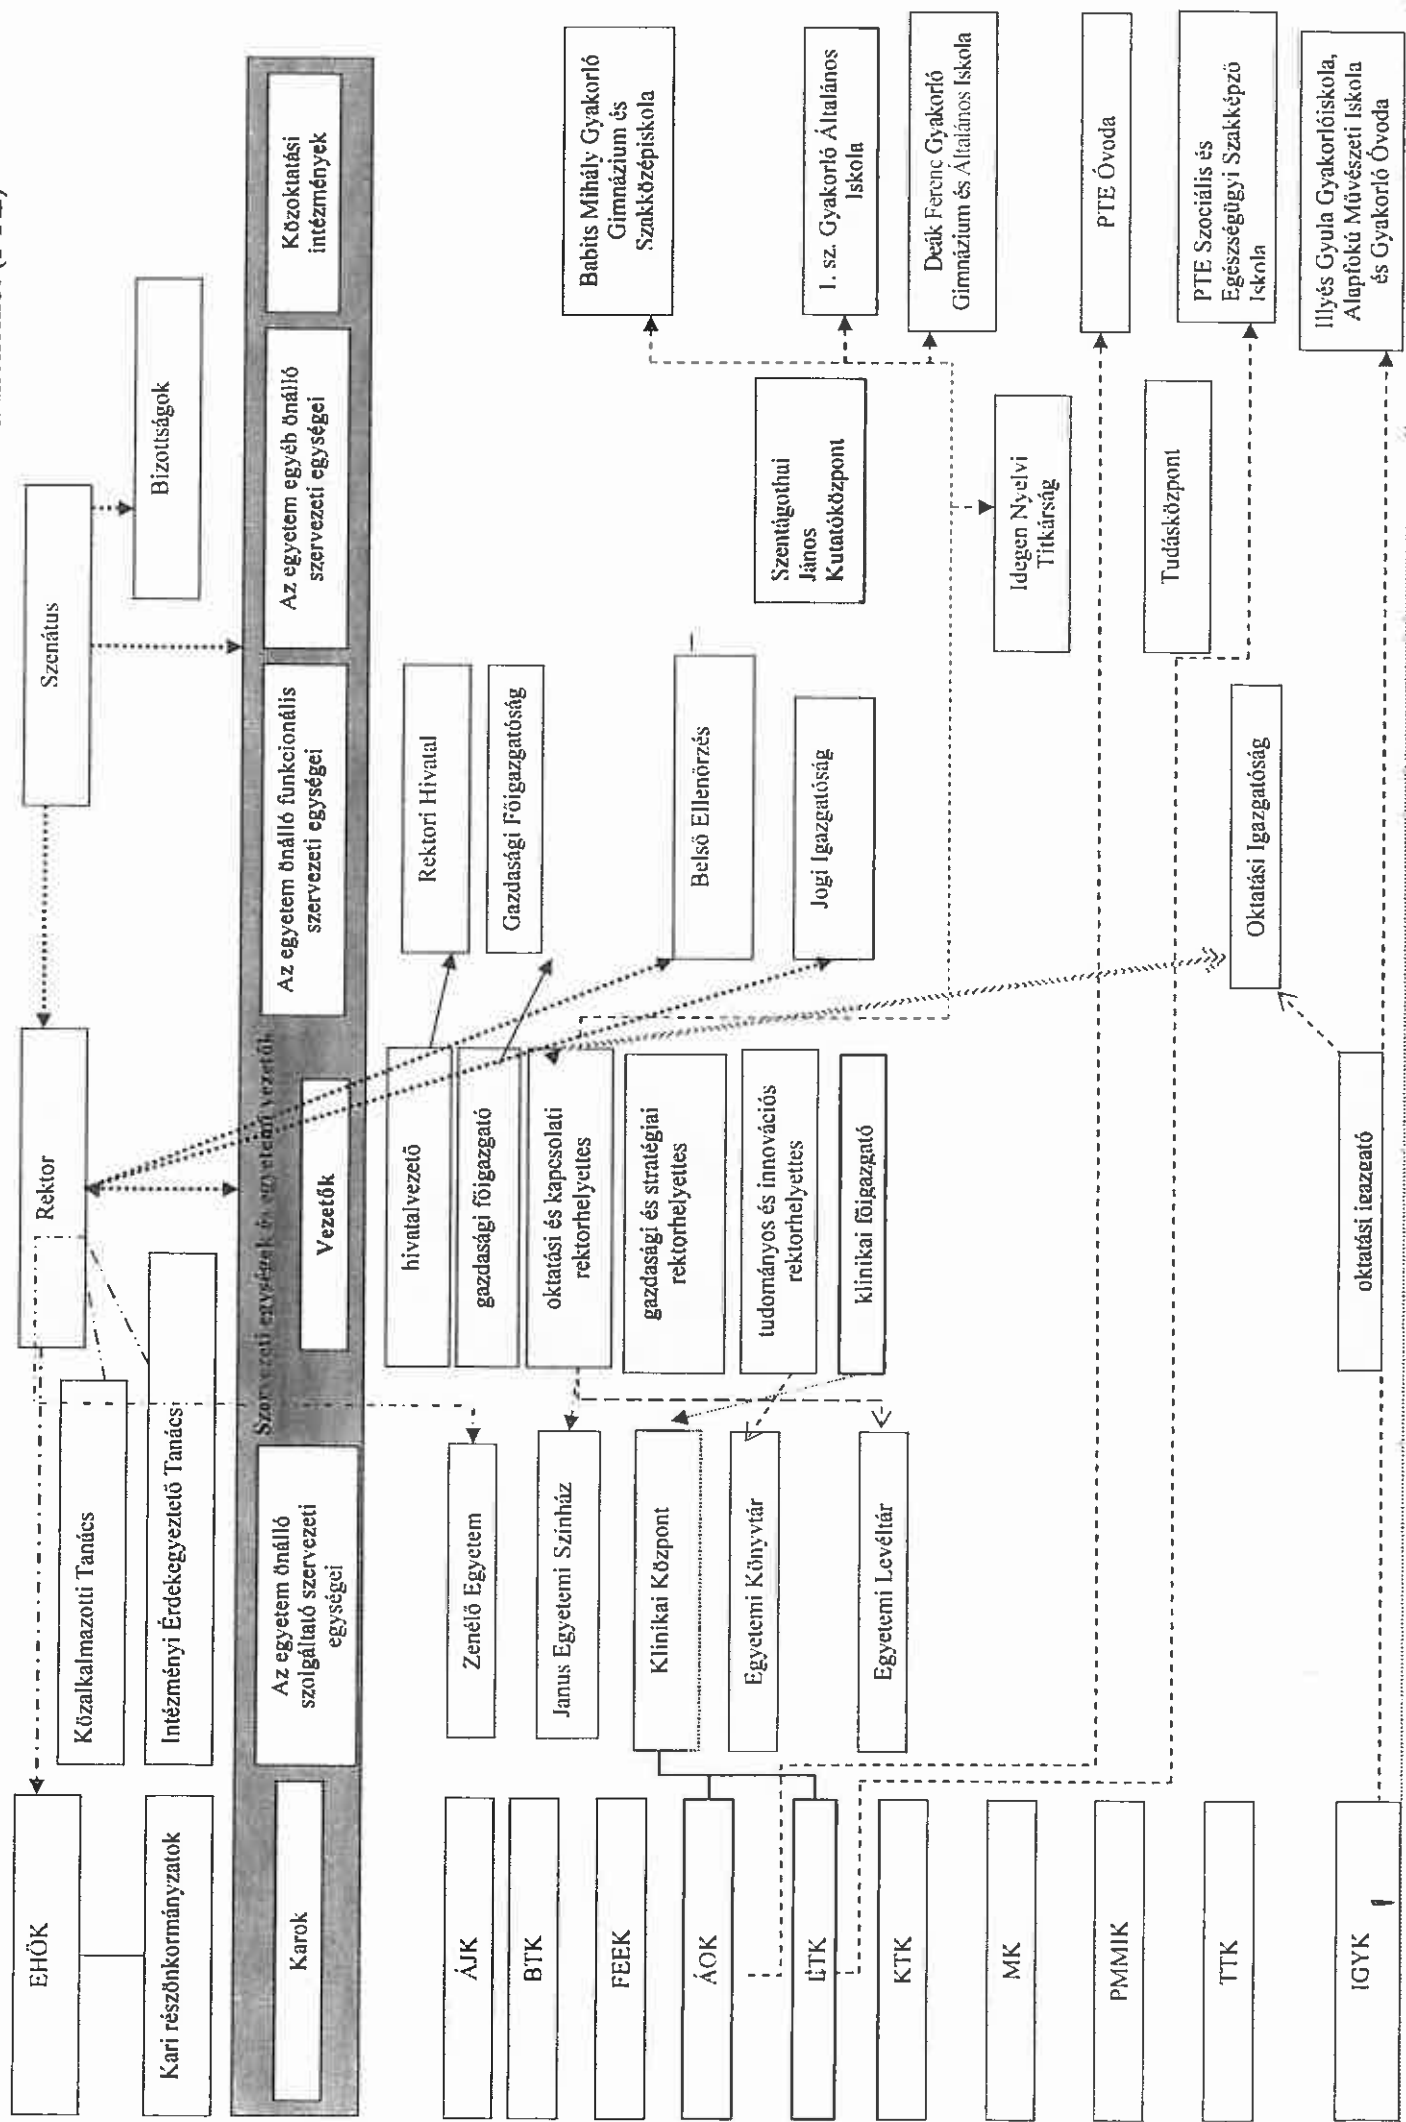 Szenátus
Rektor
Bizottságok
EHÖK
Közalkalmazotti Tanács
Kari részönkormányzatok
Intézményi Érdekegyeztető Tanács
Szervezeti egységek és egyetemi vezetők
Karok
Az egyetem önálló
szolgáltató szervezeti
egységei
Vezetők
Az egyetem önálló funkcionális
szervezeti egységei
Az egyetem egyéb önálló
szervezeti egységei
Közoktatási
intézmények
ÁJK
BTK
FEEK
ÁOK
ETK
KTK
MK
PMMIK
TTK
IGYK
Zenélő Egyetem
Janus Egyetemi Színház
Klinikai Központ
Egyetemi Könyvtár
Egyetemi Levéltár
hivatalvezető
gazdasági főigazgató
oktatási és kapcsolati
rektorhelyettes
gazdasági és stratégiai
rektorhelyettes
tudományos és innovációs
rektorhelyettes
klinikai főigazgató
oktatási igazgató
Rektori Hivatal
Gazdasági Főigazgatóság
Belső Ellenőrzés
Jogi Igazgatóság
Oktatási Igazgatóság
Szentágothai
János
Kutatóközpont
Idegen Nyelvi
Titkárság
Tudásközpont
Babits Mihály Gyakorló
Gimnázium és
Szakközépiskola
1. sz. Gyakorló Általános
Iskola
Deák Ferenc Gyakorló
Gimnázium és Általános Iskola
PTE Óvoda
PTE Szociális és
Egészségügyi Szakképző
Iskola
Illyés Gyula Gyakorlóiskola,
Alapfokú Művészeti Iskola
és Gyakorló Óvoda